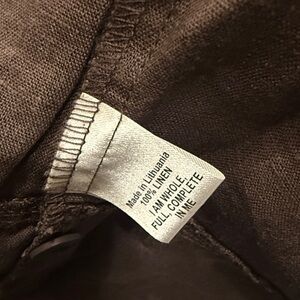 Made in Lithuania
100% LINEN
I AM WHOLE,
FULL, COMPLETE
IN ME